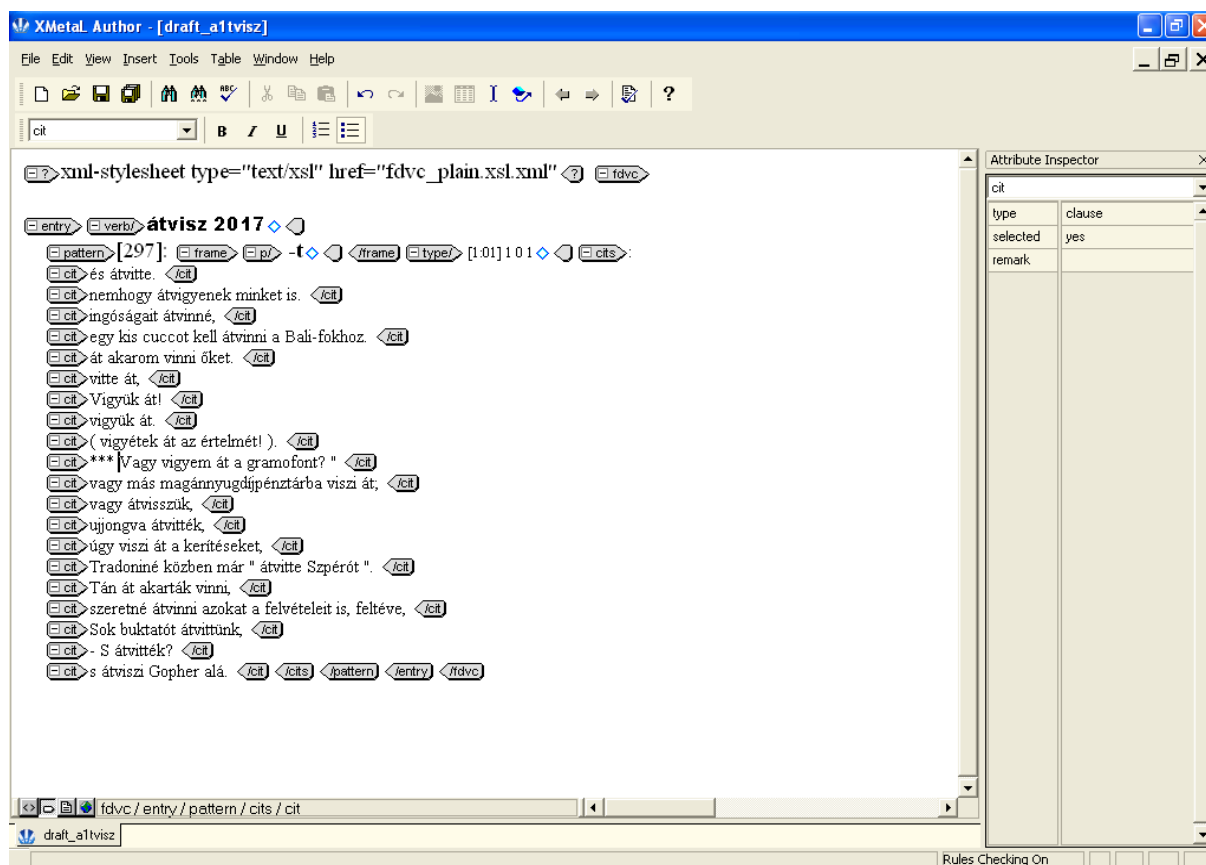 XMetaL Author - [draft_a1tvisz]
File Edit View Insert Tools Table Window Help
ABC ?
cit B I U
?xml-stylesheet type="text/xsl" href="fdvc_plain.xsl.xml" ? fdvc
entry verb/ átvisz 2017
pattern [297]: frame p/ -t /frame type/ [1:01] 1 0 1 cits :
cit és átvitte. /cit
cit nemhogy átvigyenek minket is. /cit
cit ingóságait átvinné, /cit
cit egy kis cuccot kell átvinni a Bali-fokhoz. /cit
cit át akarom vinni őket. /cit
cit vitte át, /cit
cit Vigyük át! /cit
cit vigyük át. /cit
cit ( vigyétek át az értelmét! ). /cit
cit *** Vagy vigyem át a gramofont? " /cit
cit vagy más magánnyugdíjpénztárba viszi át; /cit
cit vagy átvisszük, /cit
cit ujjongva átvitték, /cit
cit úgy viszi át a kerítéseket, /cit
cit Tradoniné közben már " átvitte Szpérót ". /cit
cit Tán át akarták vinni, /cit
cit szeretné átvinni azokat a felvételeit is, feltéve, /cit
cit Sok buktatót átvittünk, /cit
cit - S átvitték? /cit
cit s átviszi Gopher alá. /cit /cits /pattern /entry /fdvc
fdvc / entry / pattern / cits / cit
draft_a1tvisz
Attribute Inspector
cit
type clause
selected yes
remark
Rules Checking On